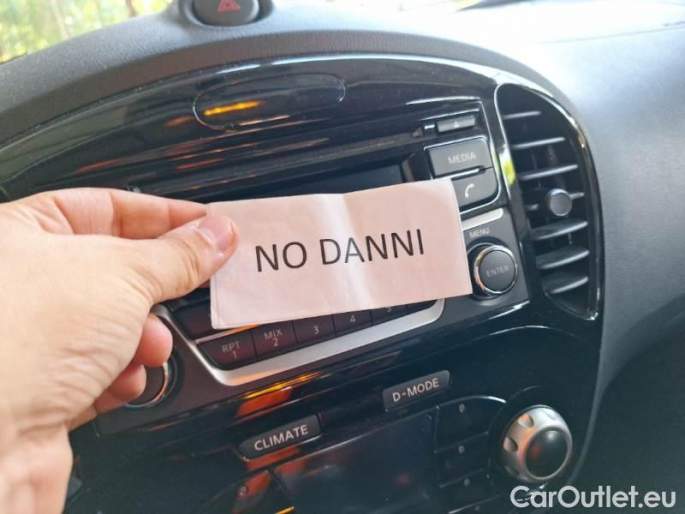 MEDIA
MENU
NO DANNI
ENTER
RPT
1
MIX
2
3
4
D-MODE
CLIMATE
CarOutlet.eu